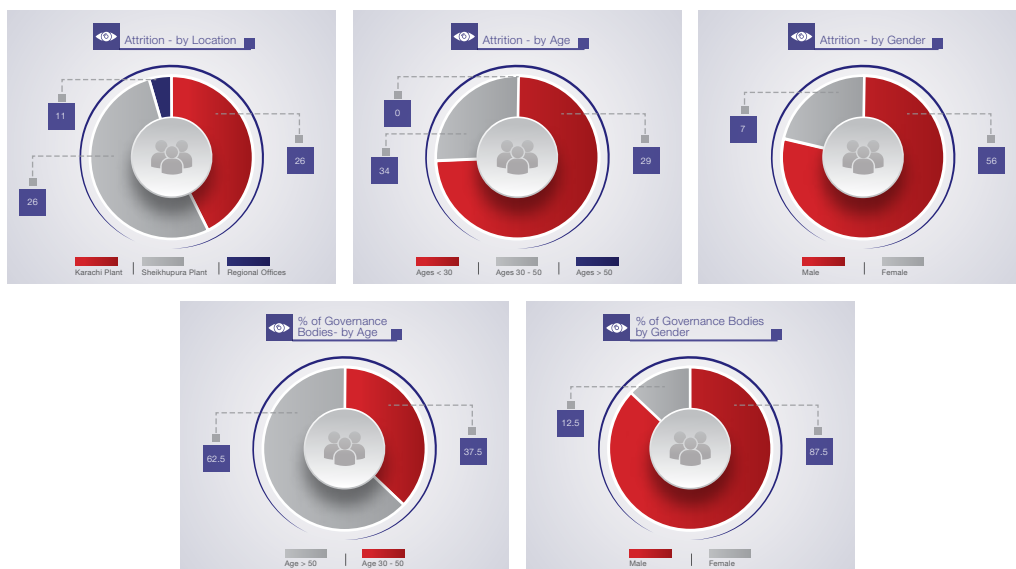 Attrition - by Location
11
26
26
Karachi Plant
Sheikhupura Plant
Regional Offices
Attrition - by Age
0
34
29
Ages < 30
Ages 30 - 50
Ages > 50
Attrition - by Gender
7
56
Male
Female
% of Governance
Bodies- by Age
62.5
37.5
Age > 50
Age 30 - 50
% of Governance Bodies
by Gender
12.5
87.5
Male
Female